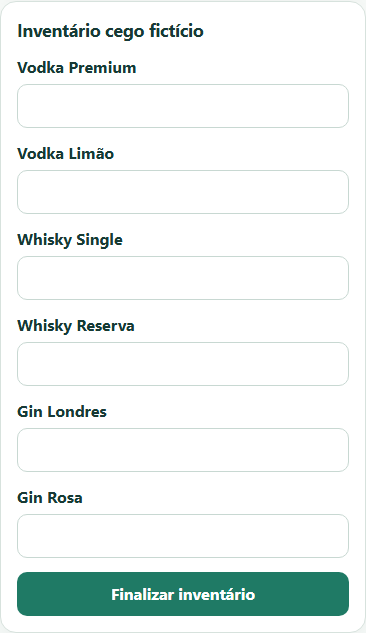 Inventário cego fictício
Vodka Premium
Vodka Limão
Whisky Single
Whisky Reserva
Gin Londres
Gin Rosa
Finalizar inventário